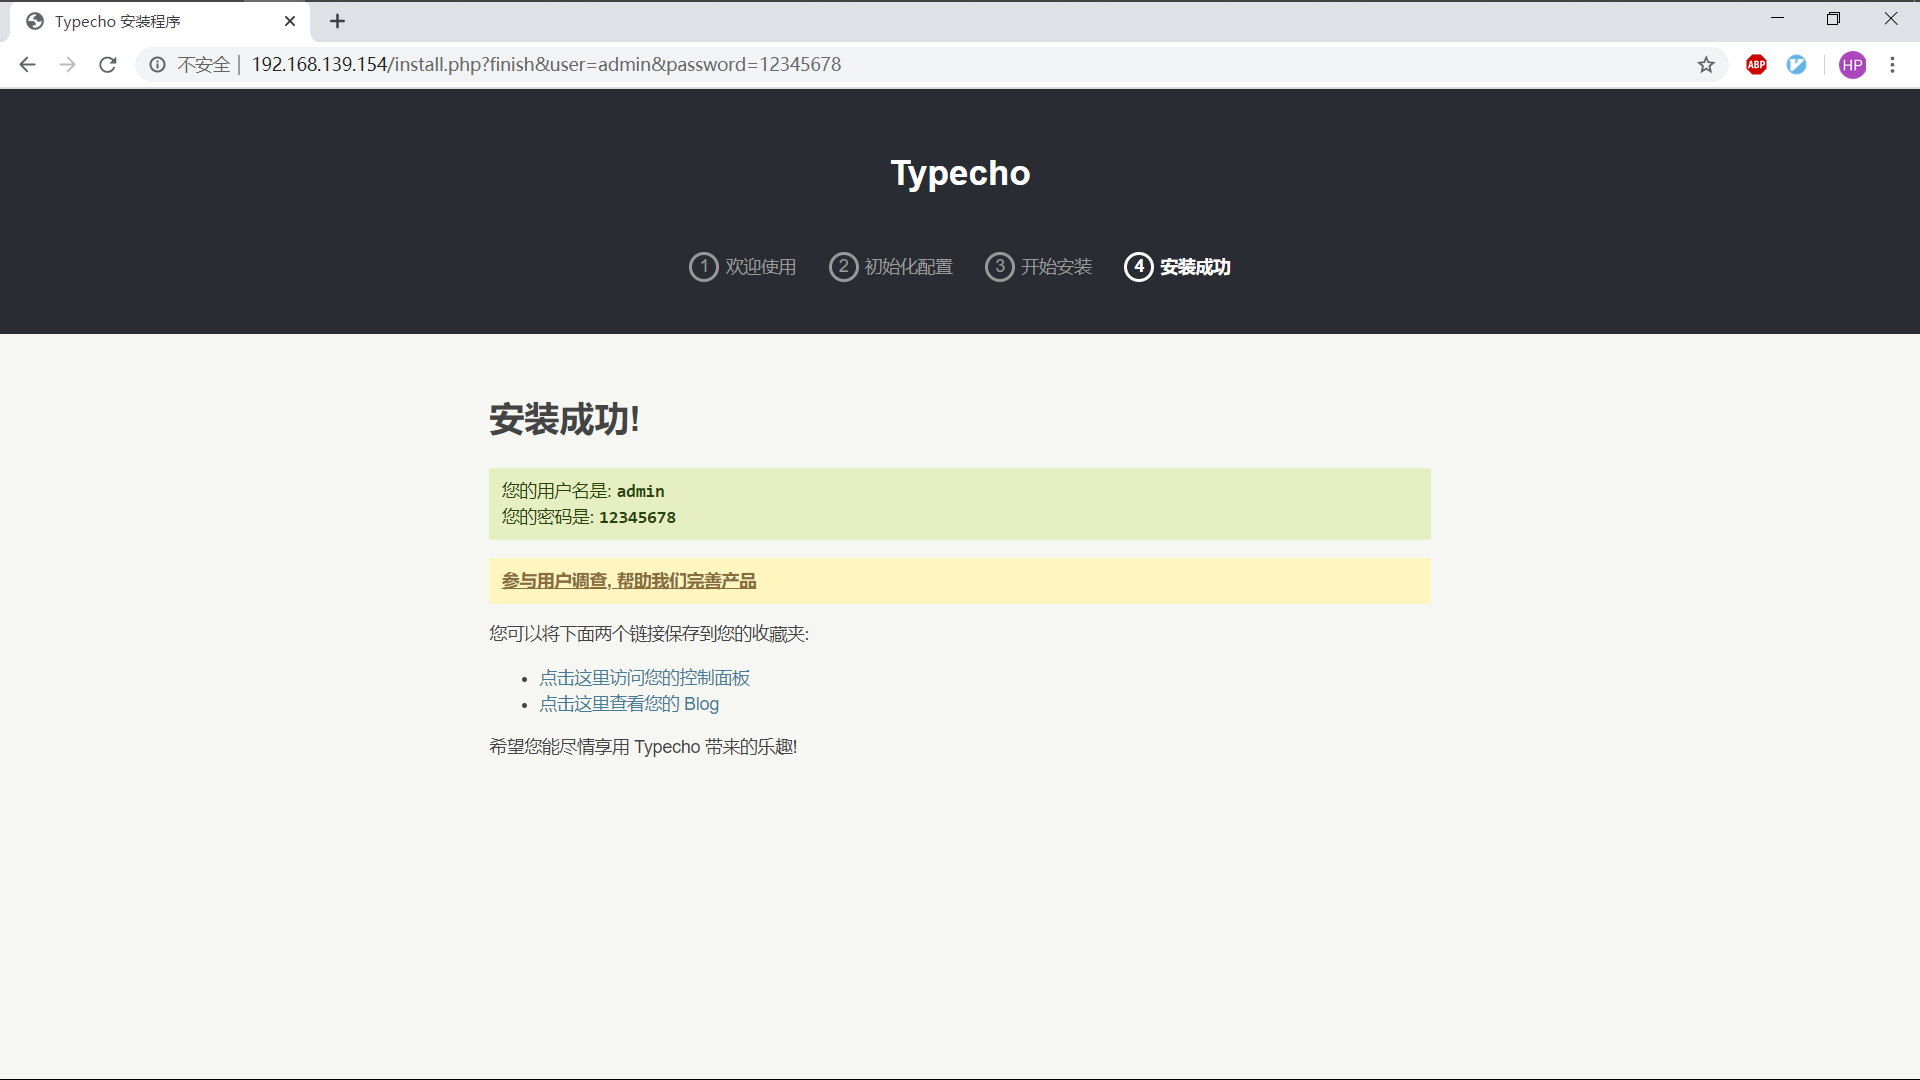 Typecho 安装程序
不安全 192.168.139.154/install.php?finish&user=admin&password=12345678
ABP
HP
Typecho
1 欢迎使用 2 初始化配置 3 开始安装 4 安装成功
安装成功!
您的用户名是: admin
您的密码是: 12345678
参与用户调查, 帮助我们完善产品
您可以将下面两个链接保存到您的收藏夹:
点击这里访问您的控制面板
点击这里查看您的 Blog
希望您能尽情享用 Typecho 带来的乐趣!